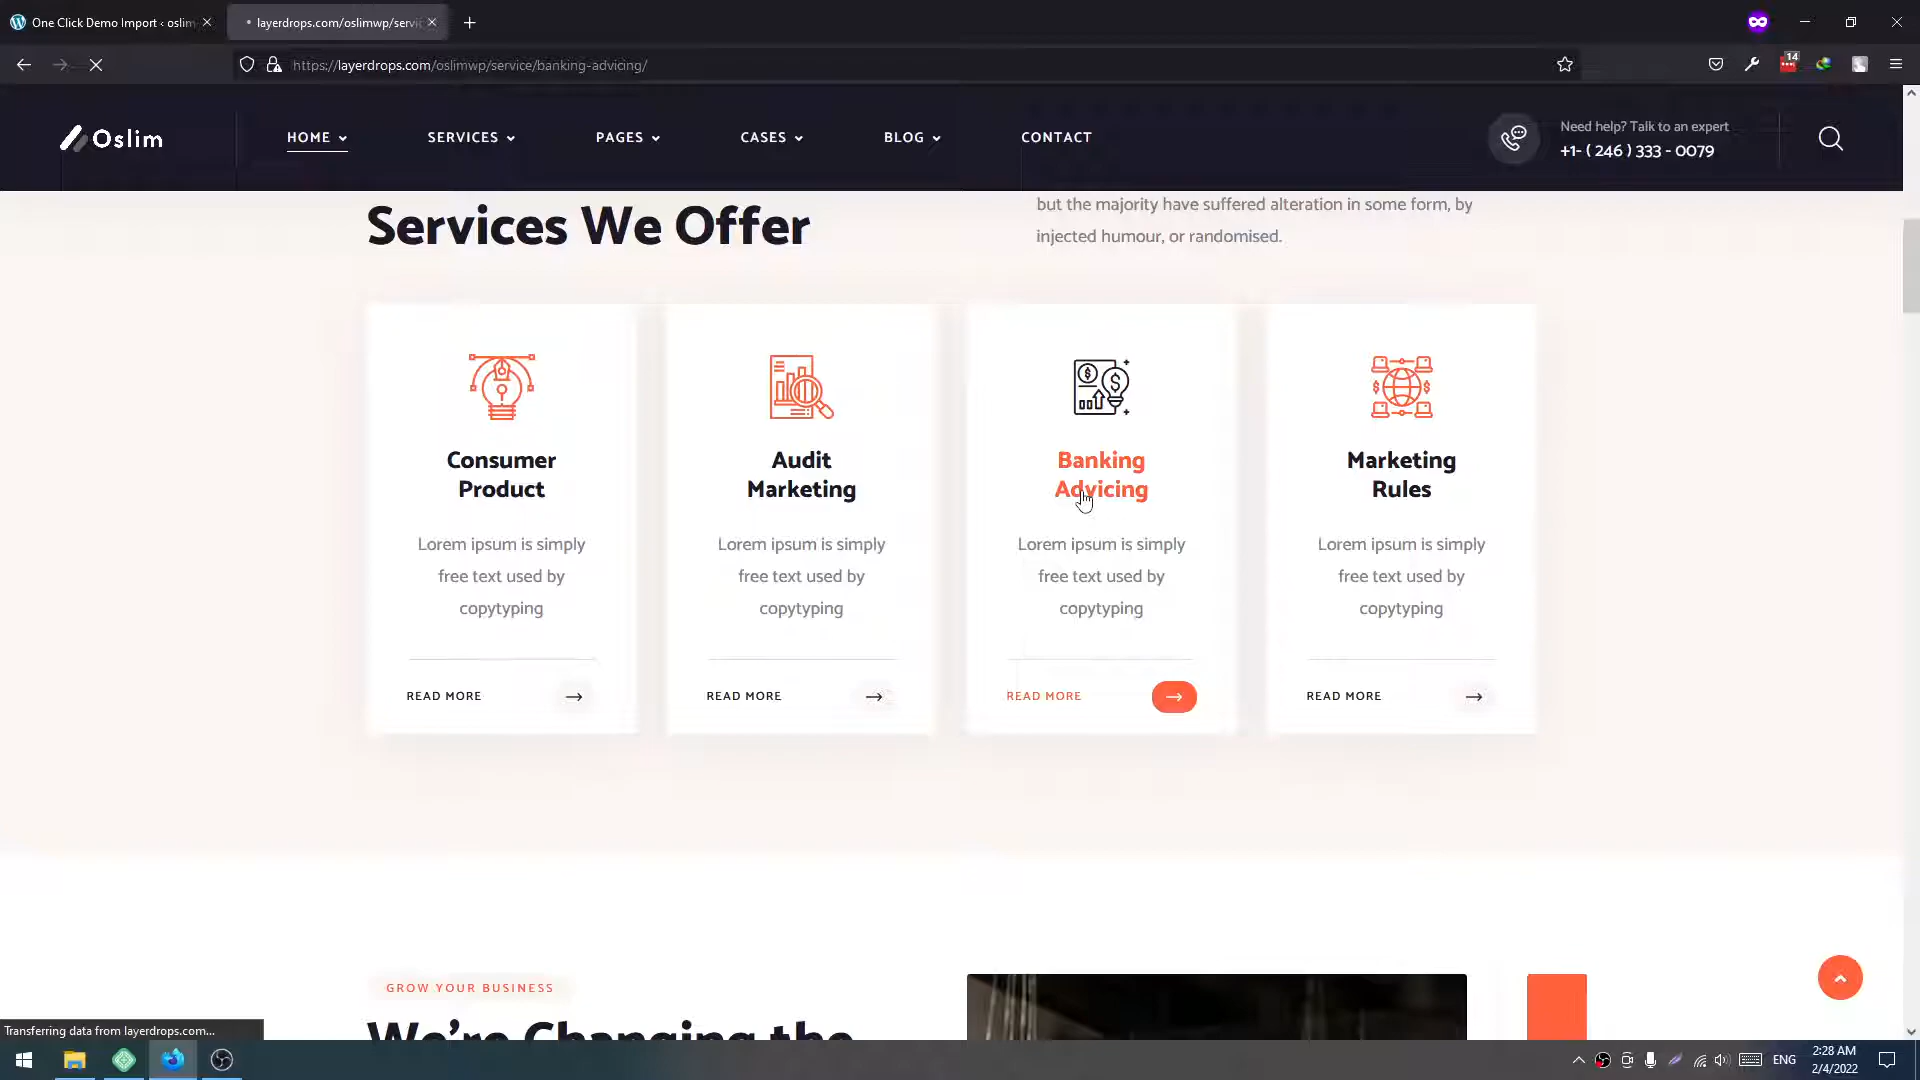 One Click Demo Import ‹ oslim
layerdrops.com/oslimwp/servi
https://layerdrops.com/oslimwp/service/banking-advicing/
14
Oslim
HOME
SERVICES
PAGES
CASES
BLOG
CONTACT
Need help? Talk to an expert
+1- ( 246 ) 333 - 0079
Services We Offer
but the majority have suffered alteration in some form, by
injected humour, or randomised.
Consumer
Product
Lorem ipsum is simply
free text used by
copytyping
READ MORE
Audit
Marketing
Lorem ipsum is simply
free text used by
copytyping
READ MORE
Banking
Advicing
Lorem ipsum is simply
free text used by
copytyping
READ MORE
Marketing
Rules
Lorem ipsum is simply
free text used by
copytyping
READ MORE
GROW YOUR BUSINESS
We're Changing the
Transferring data from layerdrops.com...
ENG
2:28 AM
2/4/2022